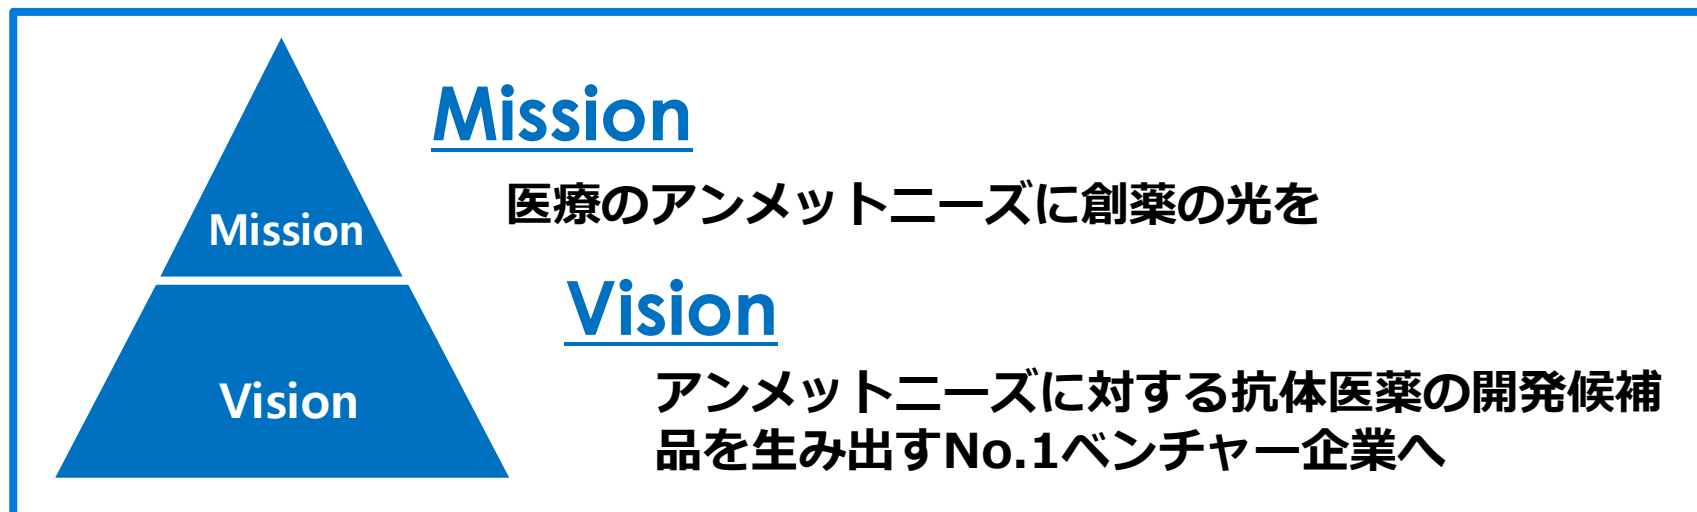 Mission
医療のアンメットニーズに創薬の光を
Mission
Vision
アンメットニーズに対する抗体医薬の開発候補
品を生み出すNo.1ベンチャー企業へ
Vision